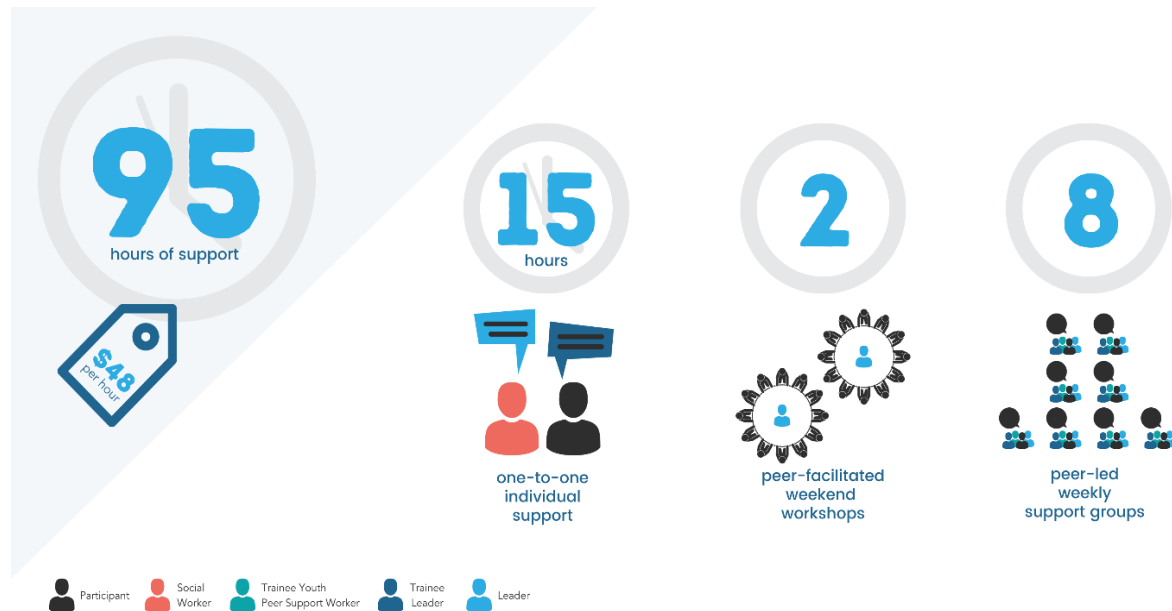 95
hours of support
$48
per hour
15
hours
one-to-one
individual
support
2
peer-facilitated
weekend
workshops
8
peer-led
weekly
support groups
Participant
Social
Worker
Trainee Youth
Peer Support Worker
Trainee
Leader
Leader